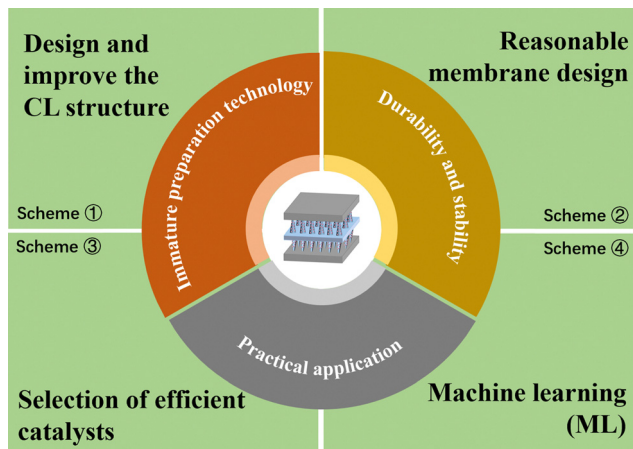 Design and
improve the
CL structure
Scheme ①
Reasonable
membrane design
Scheme ②
Immature preparation technology
Durability and stability
Practical application
Scheme ③
Selection of efficient
catalysts
Scheme ④
Machine learning
(ML)